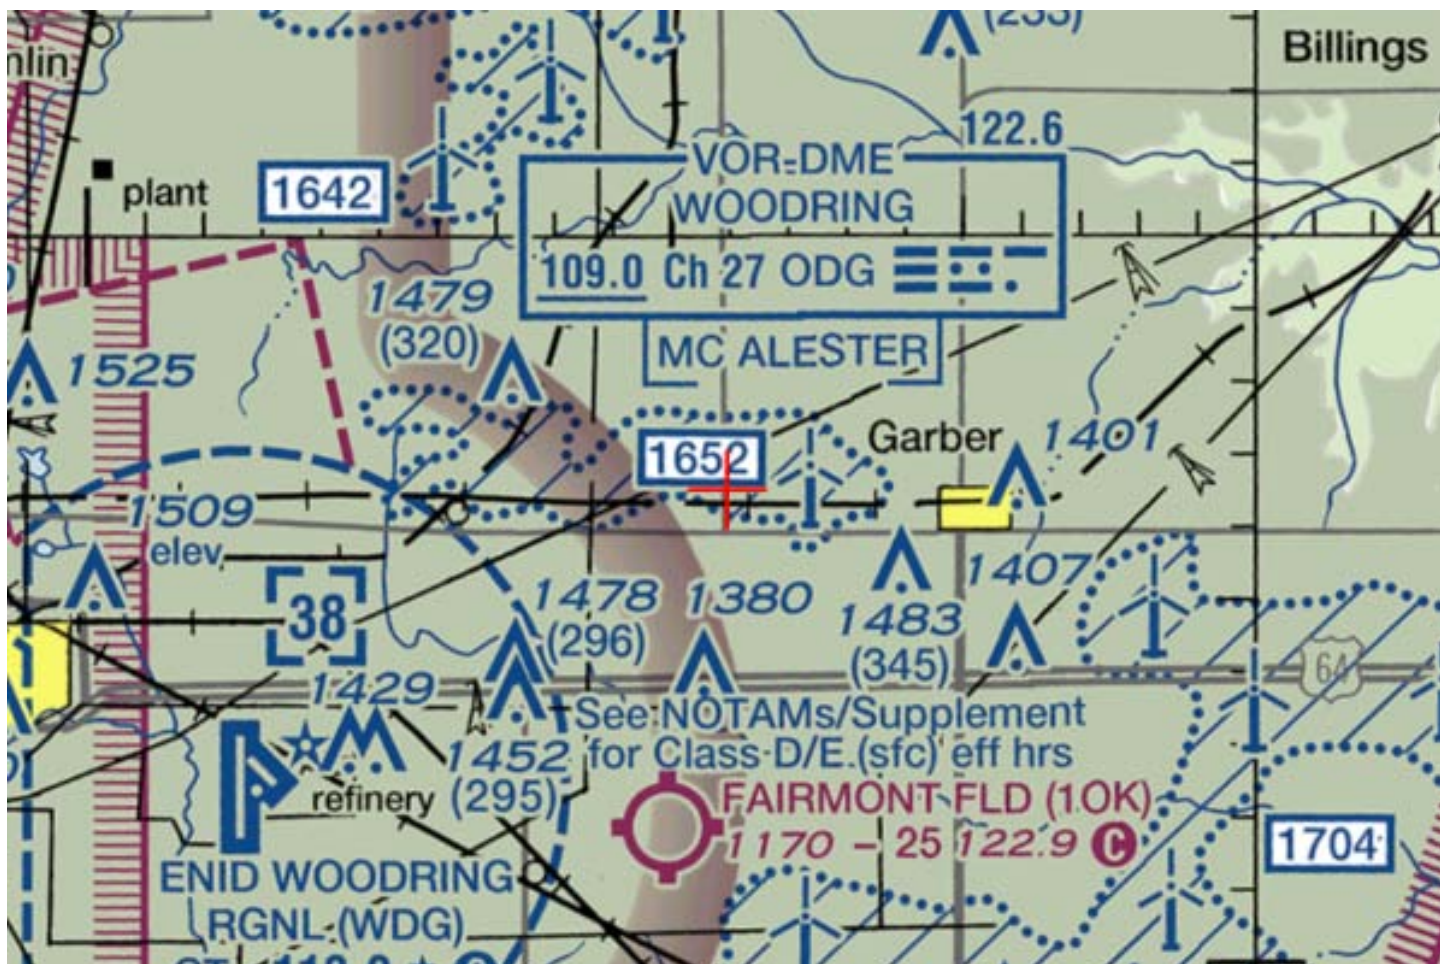 (233)
Billings
122.6
plant
1642
VOR-DME
WOODRING
109.0 Ch 27 ODG
MC ALESTER
1479
(320)
1525
1652
Garber
1401
1509
elev
38
1478
(296)
1380
1407
1483
(345)
64
1429
See NOTAMs/Supplement
for Class D/E (sfc) eff hrs
1452
(295)
refinery
FAIRMONT FLD (1OK)
1170 - 25 122.9 C
1704
ENID WOODRING
RGNL (WDG)